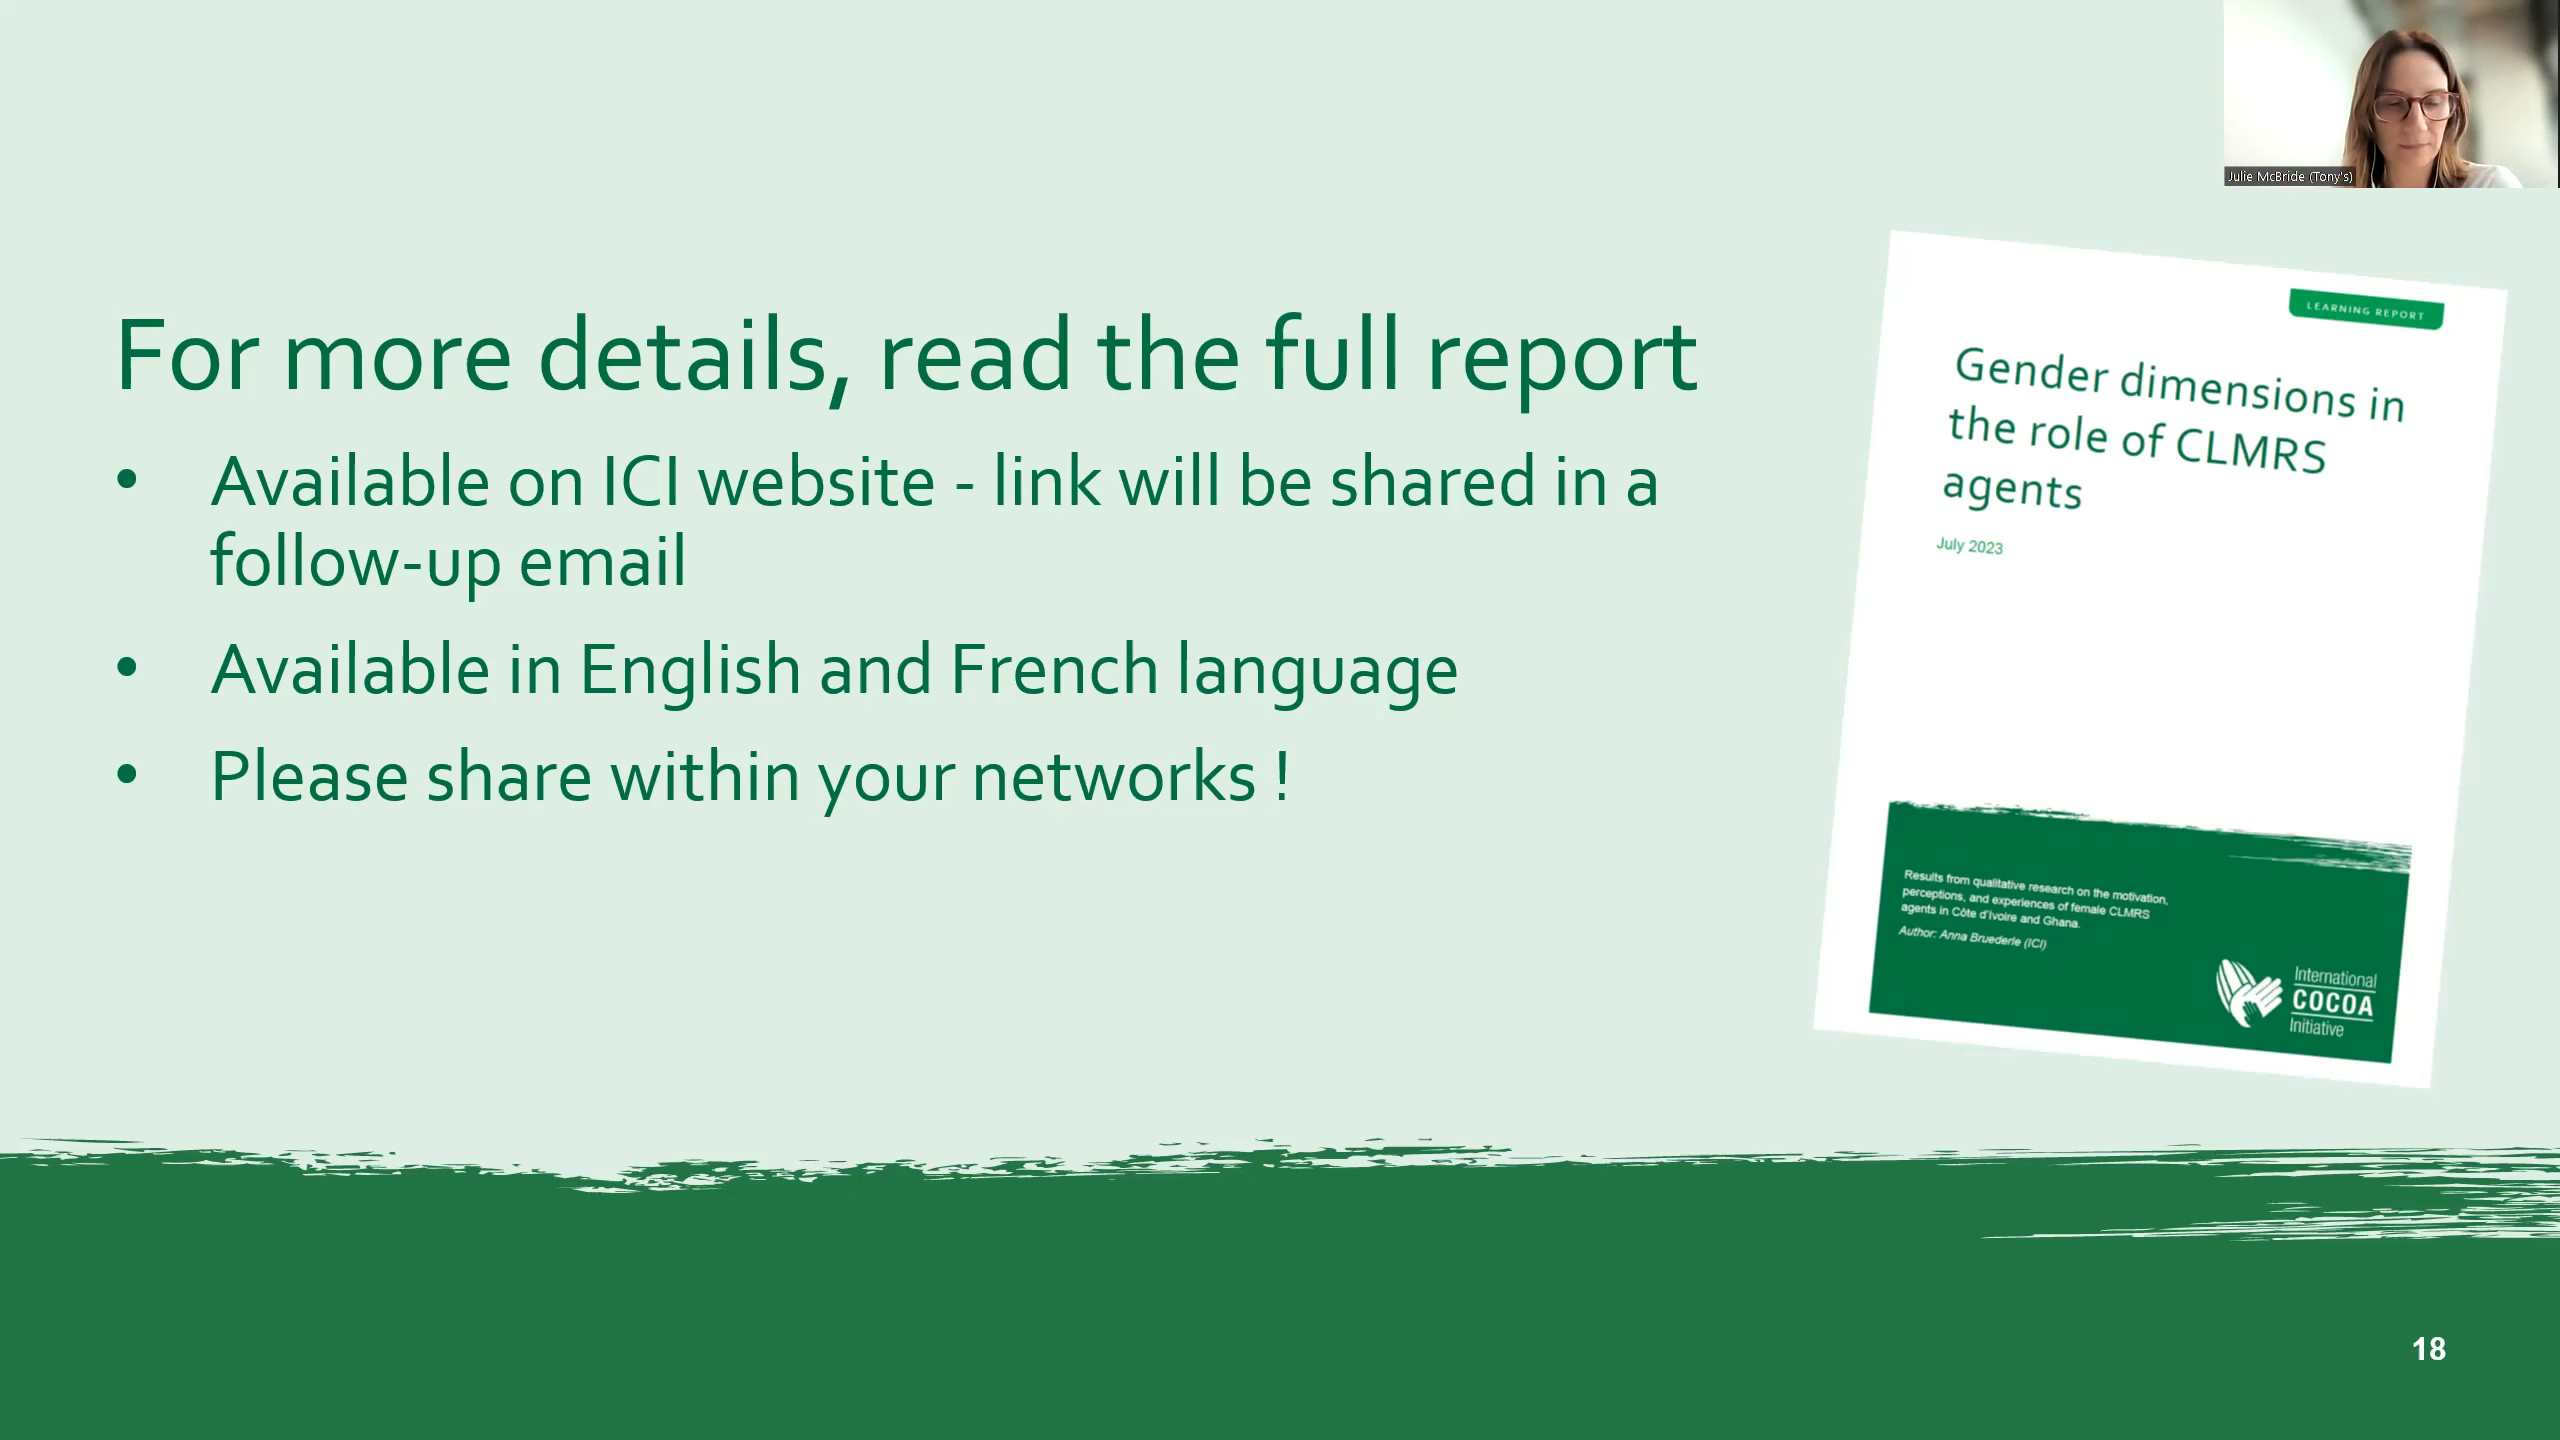 Julie McBride (Tony's)
For more details, read the full report
• Available on ICI website - link will be shared in a
follow-up email
• Available in English and French language
• Please share within your networks !
LEARNING REPORT
Gender dimensions in
the role of CLMRS
agents
July 2023
Results from qualitative research on the motivation,
perceptions, and experiences of female CLMRS
agents in Côte d'Ivoire and Ghana.
Author: Anna Bruederle (ICI)
International
COCOA
Initiative
18